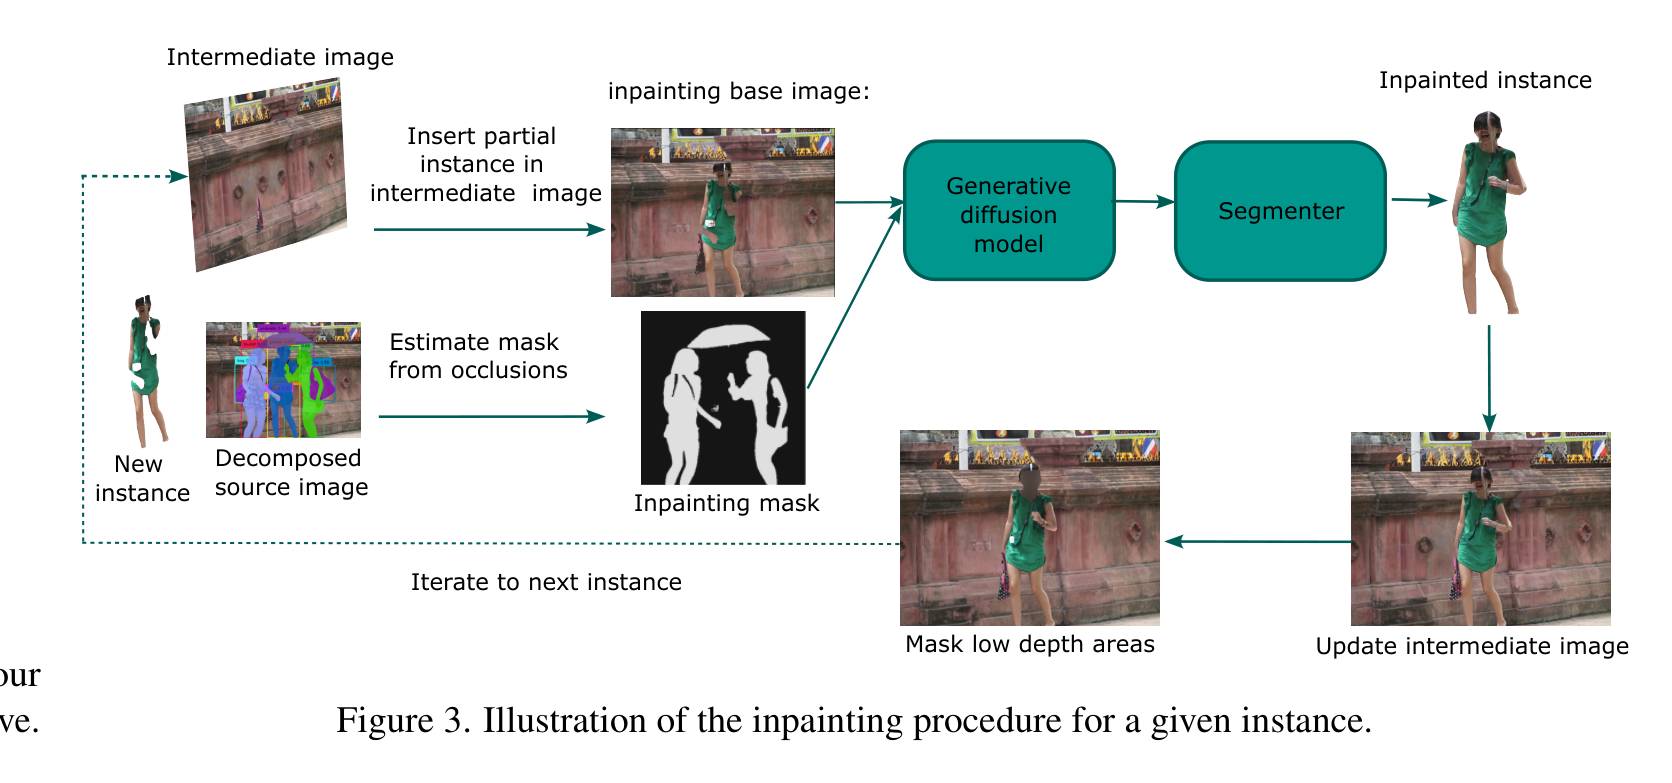 Intermediate image
Insert partial
instance in
intermediate  image
inpainting base image:
Generative
diffusion
model
Segmenter
Inpainted instance
New
instance
Decomposed
source image
Estimate mask
from occlusions
Inpainting mask
Mask low depth areas
Update intermediate image
Iterate to next instance
our
ve.
Figure 3. Illustration of the inpainting procedure for a given instance.